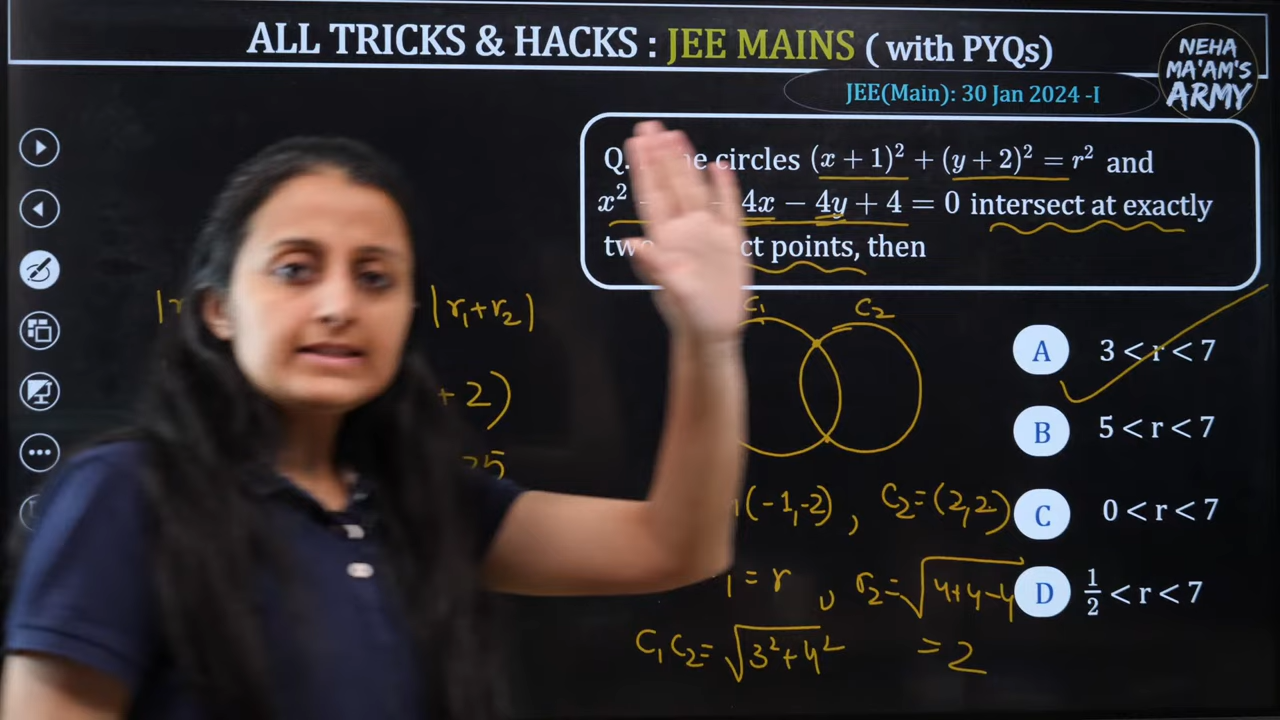 ALL TRICKS & HACKS : JEE MAINS ( with PYQs)
NEHA
MA'AM'S
ARMY
JEE(Main): 30 Jan 2024 -I
Q. circles (x + 1)² + (y + 2)² = r² and
x² 4x − 4y + 4 = 0 intersect at exactly
points, then
|r₁+r₂|
+ 2)
C₁ C₂
A 3 < r < 7
B 5 < r < 7
C 0 < r < 7
D 1/2 < r < 7
(-1,-2) , C₂=(2,2)
= r , r₂=√4+4-4
C₁C₂= √3²+4² = 2